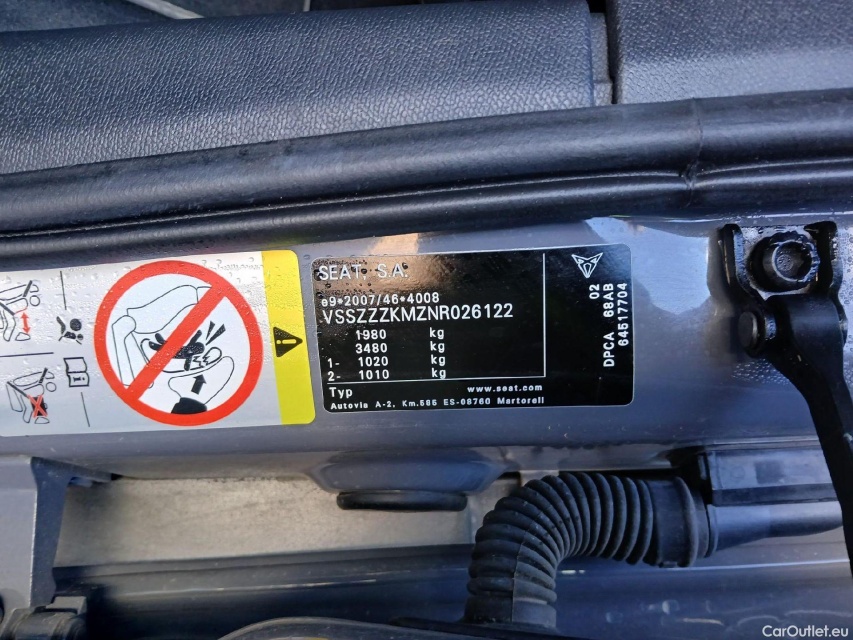 SEAT S.A.
e9*2007/46*4008
VSSZZZKMZNR026122
1980 kg
3480 kg
1- 1020 kg
2- 1010 kg
Typ
www.seat.com
Autovia A-2, Km.585 ES-08760 Martorell
02
DPCA 68AB
64517704
CarOutlet.eu